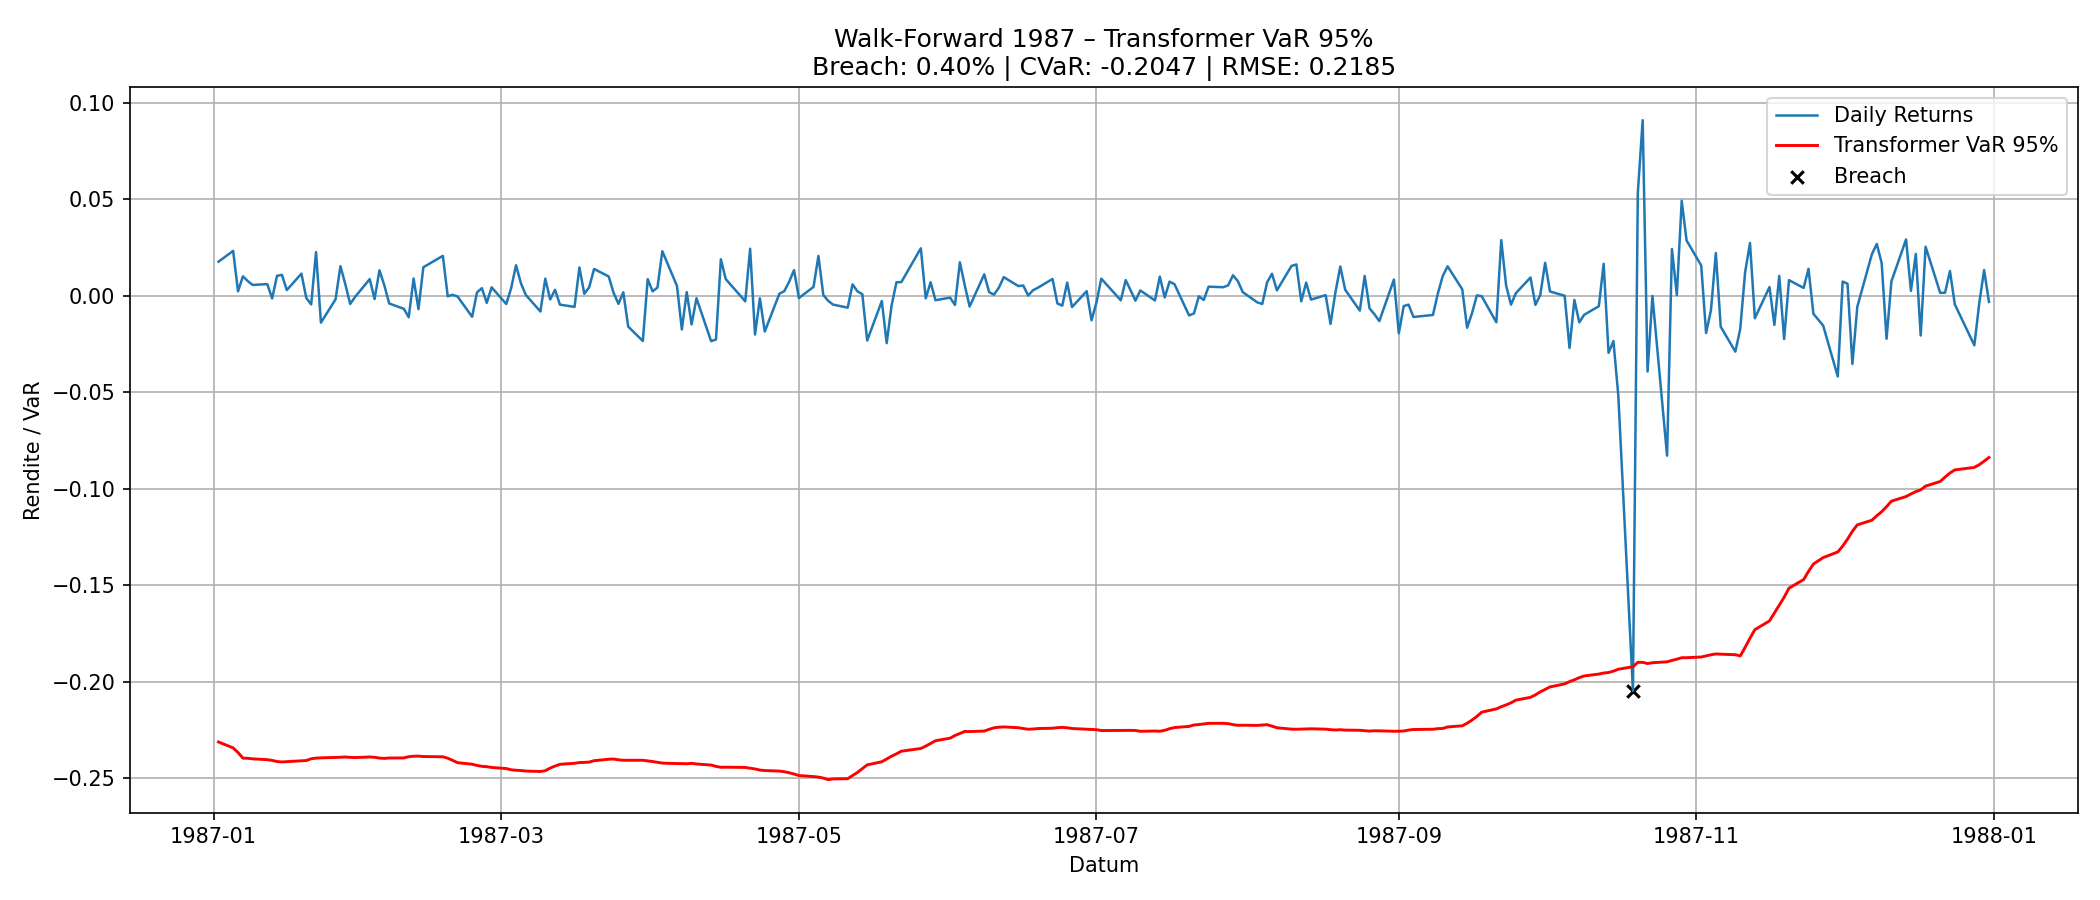 Walk-Forward 1987 – Transformer VaR 95%
Breach: 0.40% | CVaR: -0.2047 | RMSE: 0.2185
Daily Returns
Transformer VaR 95%
Breach
Rendite / VaR
0.10
0.05
0.00
−0.05
−0.10
−0.15
−0.20
−0.25
1987-01
1987-03
1987-05
1987-07
1987-09
1987-11
1988-01
Datum